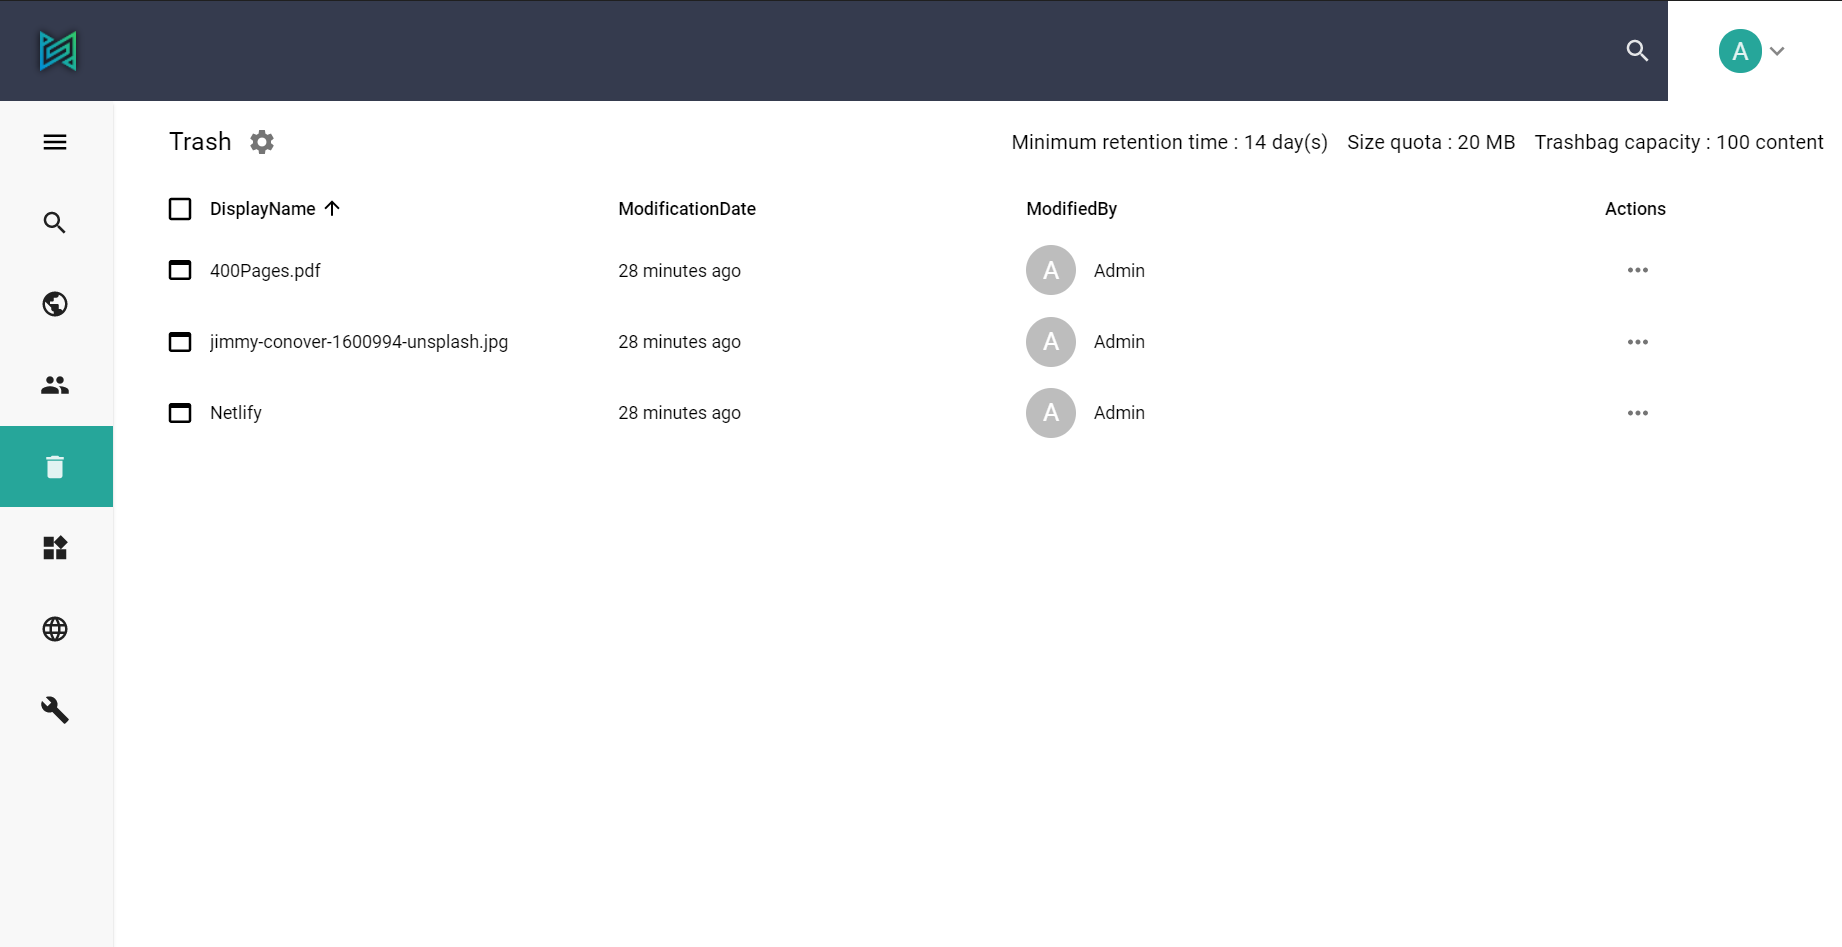 A
Trash
Minimum retention time : 14 day(s) Size quota : 20 MB Trashbag capacity : 100 content
DisplayName ModificationDate ModifiedBy Actions
400Pages.pdf 28 minutes ago A Admin
jimmy-conover-1600994-unsplash.jpg 28 minutes ago A Admin
Netlify 28 minutes ago A Admin